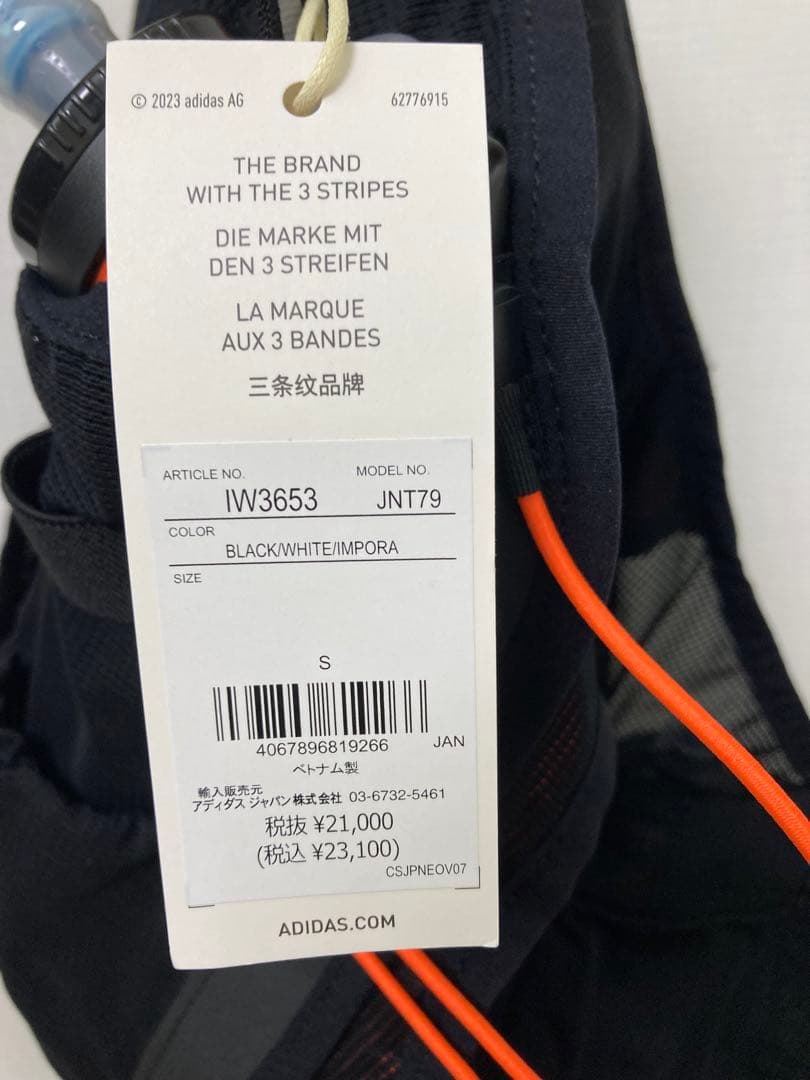 © 2023 adidas AG 62776915
THE BRAND
WITH THE 3 STRIPES
DIE MARKE MIT
DEN 3 STREIFEN
LA MARQUE
AUX 3 BANDES
三条纹品牌
ARTICLE NO. MODEL NO.
IW3653 JNT79
COLOR
BLACK/WHITE/IMPORA
SIZE
S
4067896819266 JAN
ベトナム製
輸入販売元
アディダス ジャパン株式会社 03-6732-5461
税抜 ¥21,000
(税込 ¥23,100)
CSJPNEOV07
ADIDAS.COM